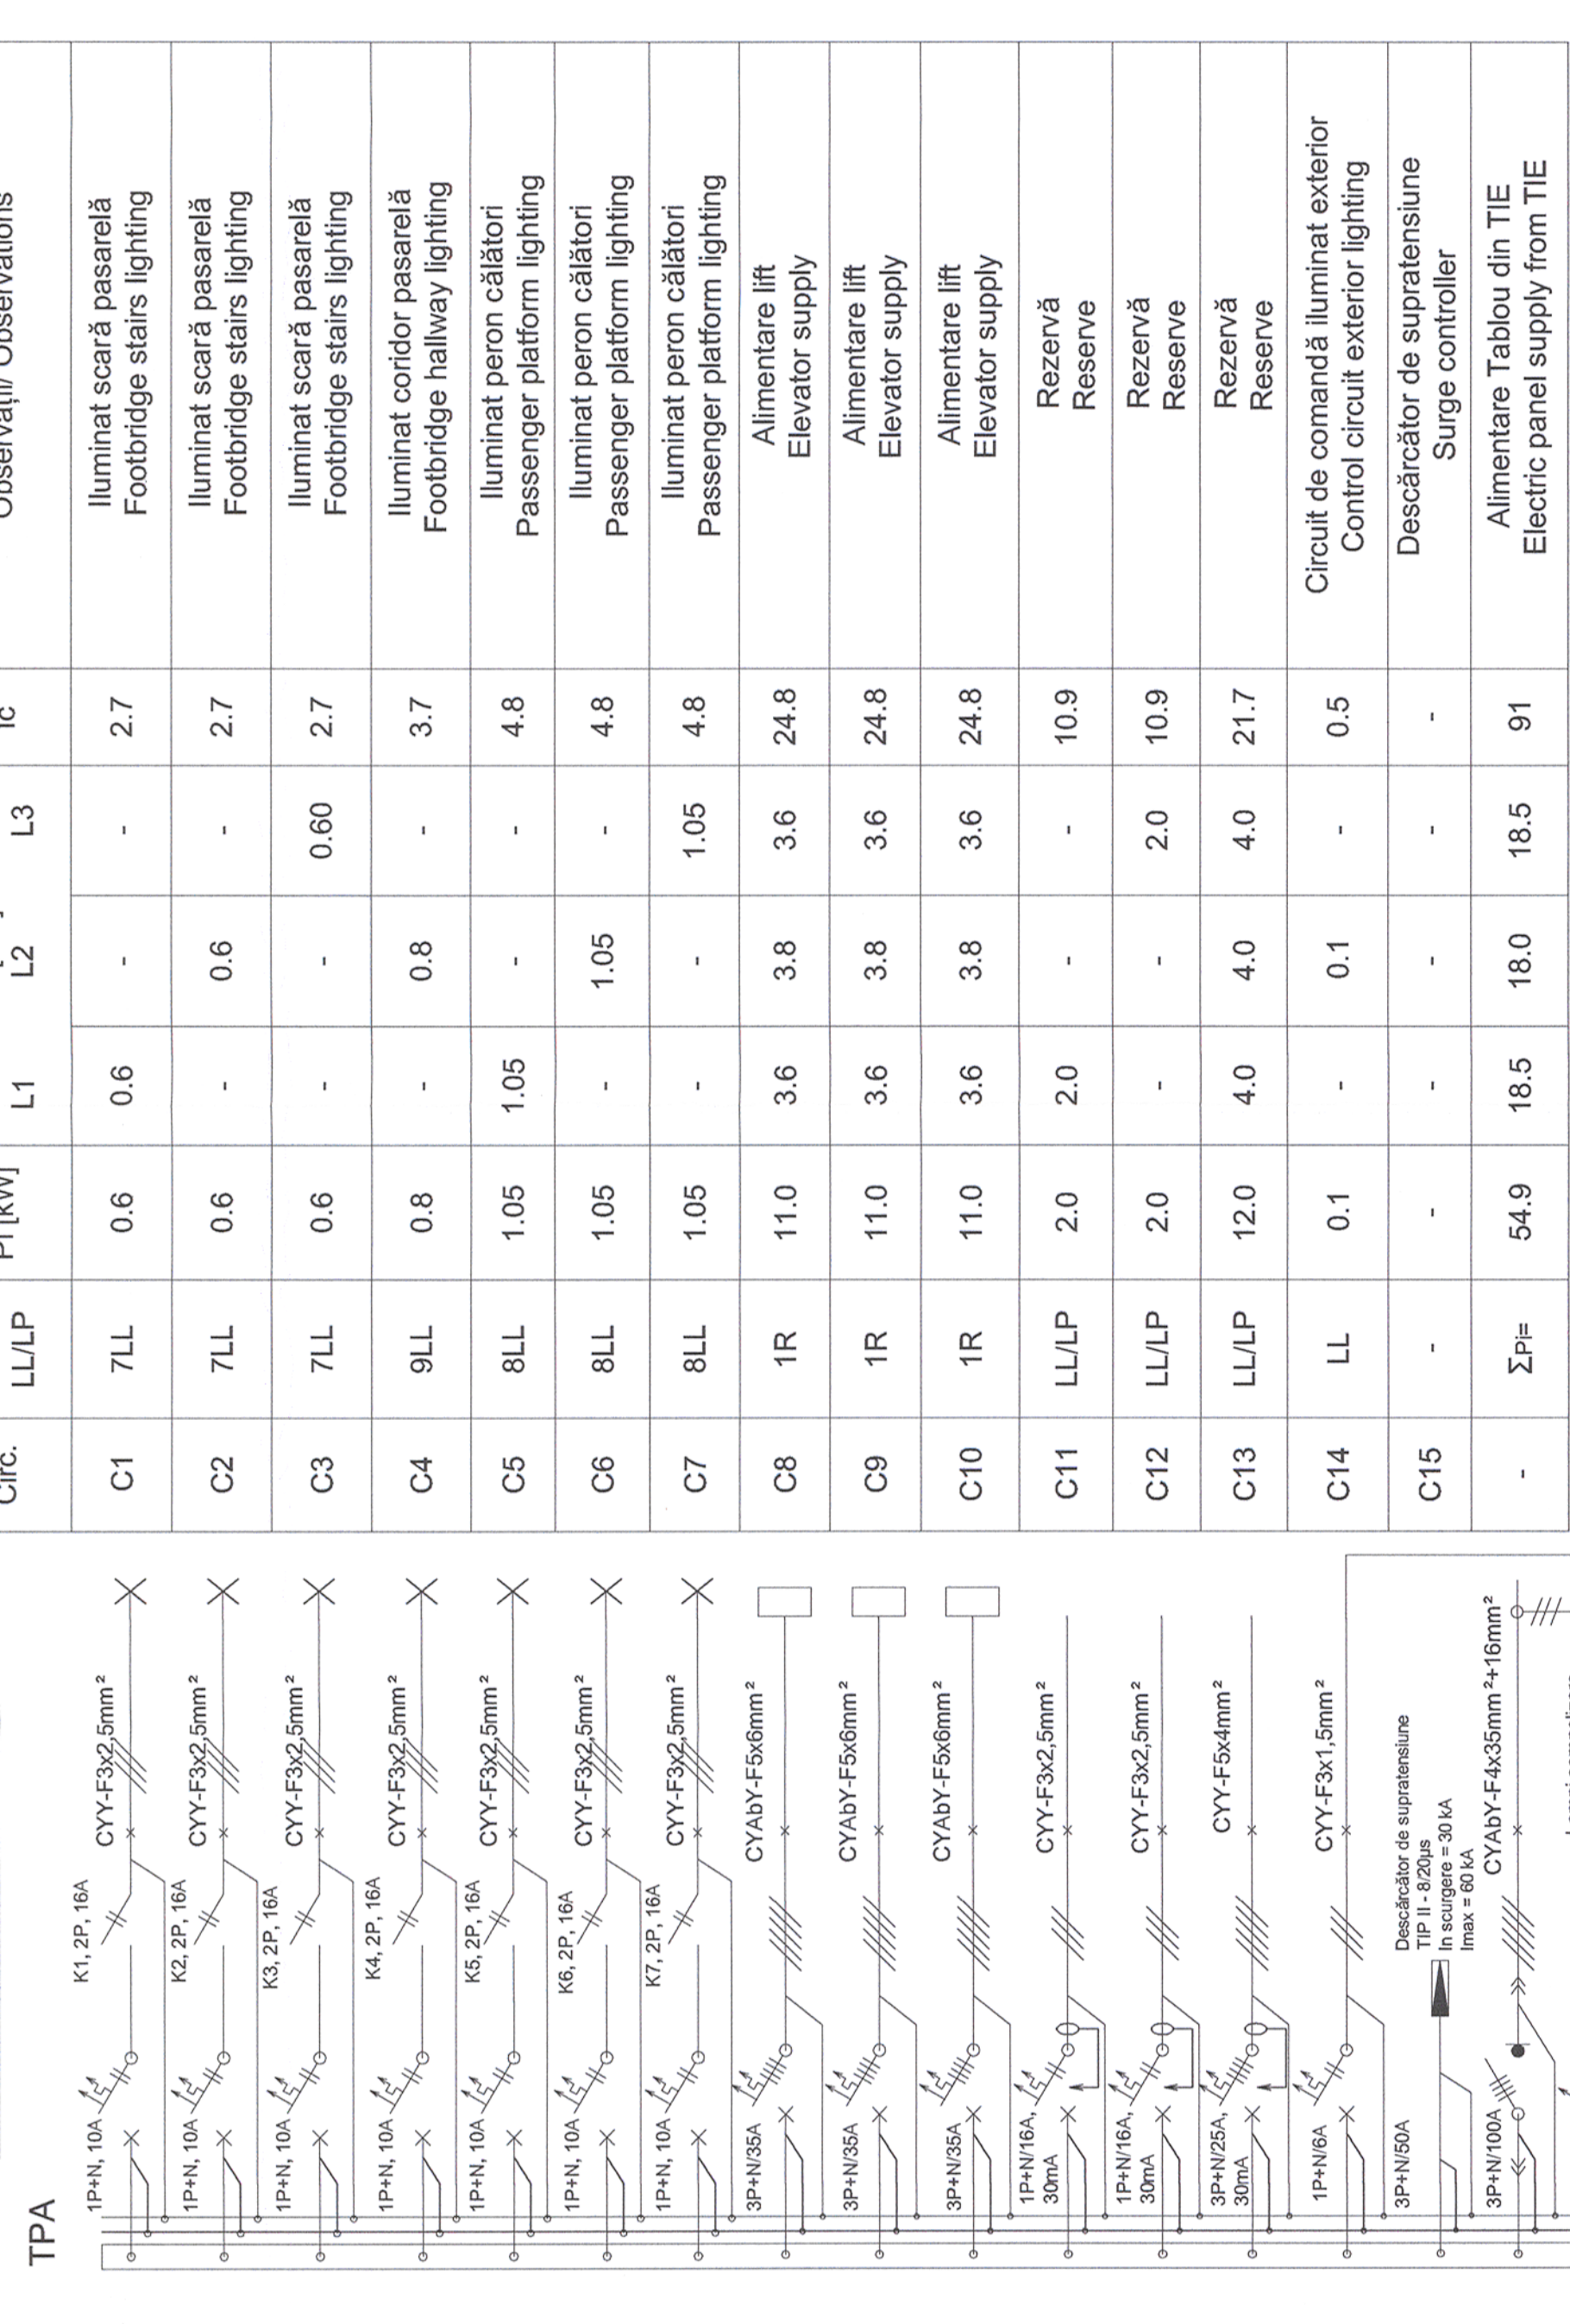 TPA
Circ. LL/LP Pi [kW] L1 L2 L3 Ic Observații/ Observations
1P+N, 10A K1, 2P, 16A CYY-F3x2,5mm² C1 7LL 0.6 0.6 - - 2.7 Iluminat scară pasarelă
Footbridge stairs lighting
1P+N, 10A K2, 2P, 16A CYY-F3x2,5mm² C2 7LL 0.6 - 0.6 - 2.7 Iluminat scară pasarelă
Footbridge stairs lighting
1P+N, 10A K3, 2P, 16A CYY-F3x2,5mm² C3 7LL 0.6 - - 0.60 2.7 Iluminat scară pasarelă
Footbridge stairs lighting
1P+N, 10A K4, 2P, 16A CYY-F3x2,5mm² C4 9LL 0.8 - 0.8 - 3.7 Iluminat coridor pasarelă
Footbridge hallway lighting
1P+N, 10A K5, 2P, 16A CYY-F3x2,5mm² C5 8LL 1.05 1.05 - - 4.8 Iluminat peron călători
Passenger platform lighting
1P+N, 10A K6, 2P, 16A CYY-F3x2,5mm² C6 8LL 1.05 - 1.05 - 4.8 Iluminat peron călători
Passenger platform lighting
1P+N, 10A K7, 2P, 16A CYY-F3x2,5mm² C7 8LL 1.05 - - 1.05 4.8 Iluminat peron călători
Passenger platform lighting
3P+N/35A CYAbY-F5x6mm² C8 1R 11.0 3.6 3.8 3.6 24.8 Alimentare lift
Elevator supply
3P+N/35A CYAbY-F5x6mm² C9 1R 11.0 3.6 3.8 3.6 24.8 Alimentare lift
Elevator supply
3P+N/35A CYAbY-F5x6mm² C10 1R 11.0 3.6 3.8 3.6 24.8 Alimentare lift
Elevator supply
1P+N/16A, CYY-F3x2,5mm² C11 LL/LP 2.0 2.0 - - 10.9 Rezervă
30mA Reserve
1P+N/16A, CYY-F3x2,5mm² C12 LL/LP 2.0 - - 2.0 10.9 Rezervă
30mA Reserve
3P+N/25A, CYY-F5x4mm² C13 LL/LP 12.0 4.0 4.0 4.0 21.7 Rezervă
30mA Reserve
1P+N/6A CYY-F3x1,5mm² C14 LL 0.1 - 0.1 - 0.5 Circuit de comandă iluminat exterior
Control circuit exterior lighting
3P+N/50A C15 - - - - - - Descărcător de supratensiune
Surge controller
Descărcător de supratensiune
TIP II - 8/20µs
In scurgere = 30 kA
Imax = 60 kA
3P+N/100A CYAbY-F4x35mm²+16mm² - ΣPi= 54.9 18.5 18.0 18.5 91 Alimentare Tablou din TIE
Electric panel supply from TIE